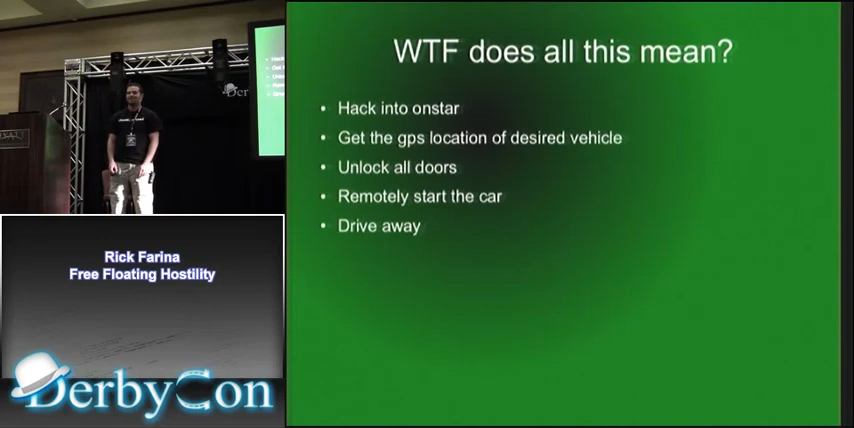 WTF does all this mean?
• Hack into onstar
• Get the gps location of desired vehicle
• Unlock all doors
• Remotely start the car
• Drive away
Rick Farina
Free Floating Hostility
DerbyCon